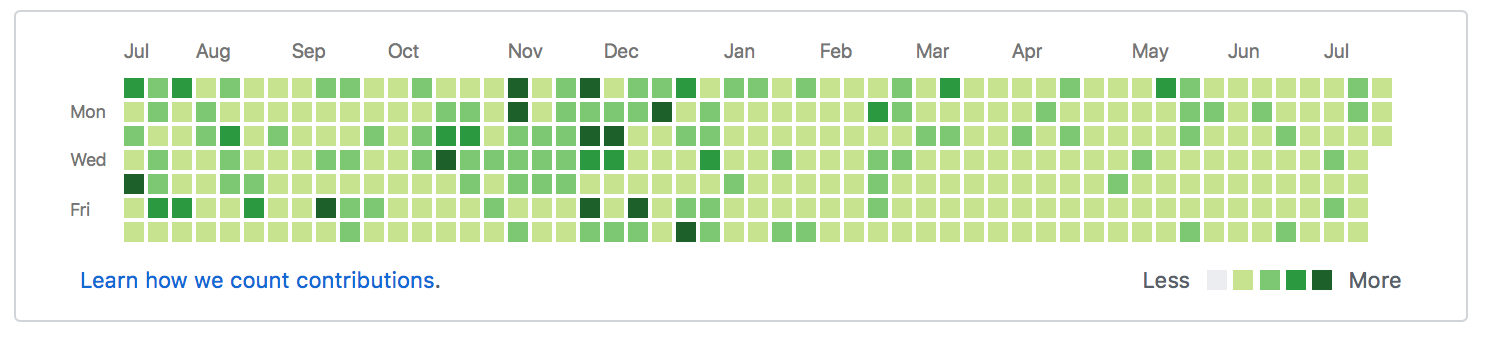 Jul Aug Sep Oct Nov Dec Jan Feb Mar Apr May Jun Jul
Mon
Wed
Fri
Learn how we count contributions.
Less More